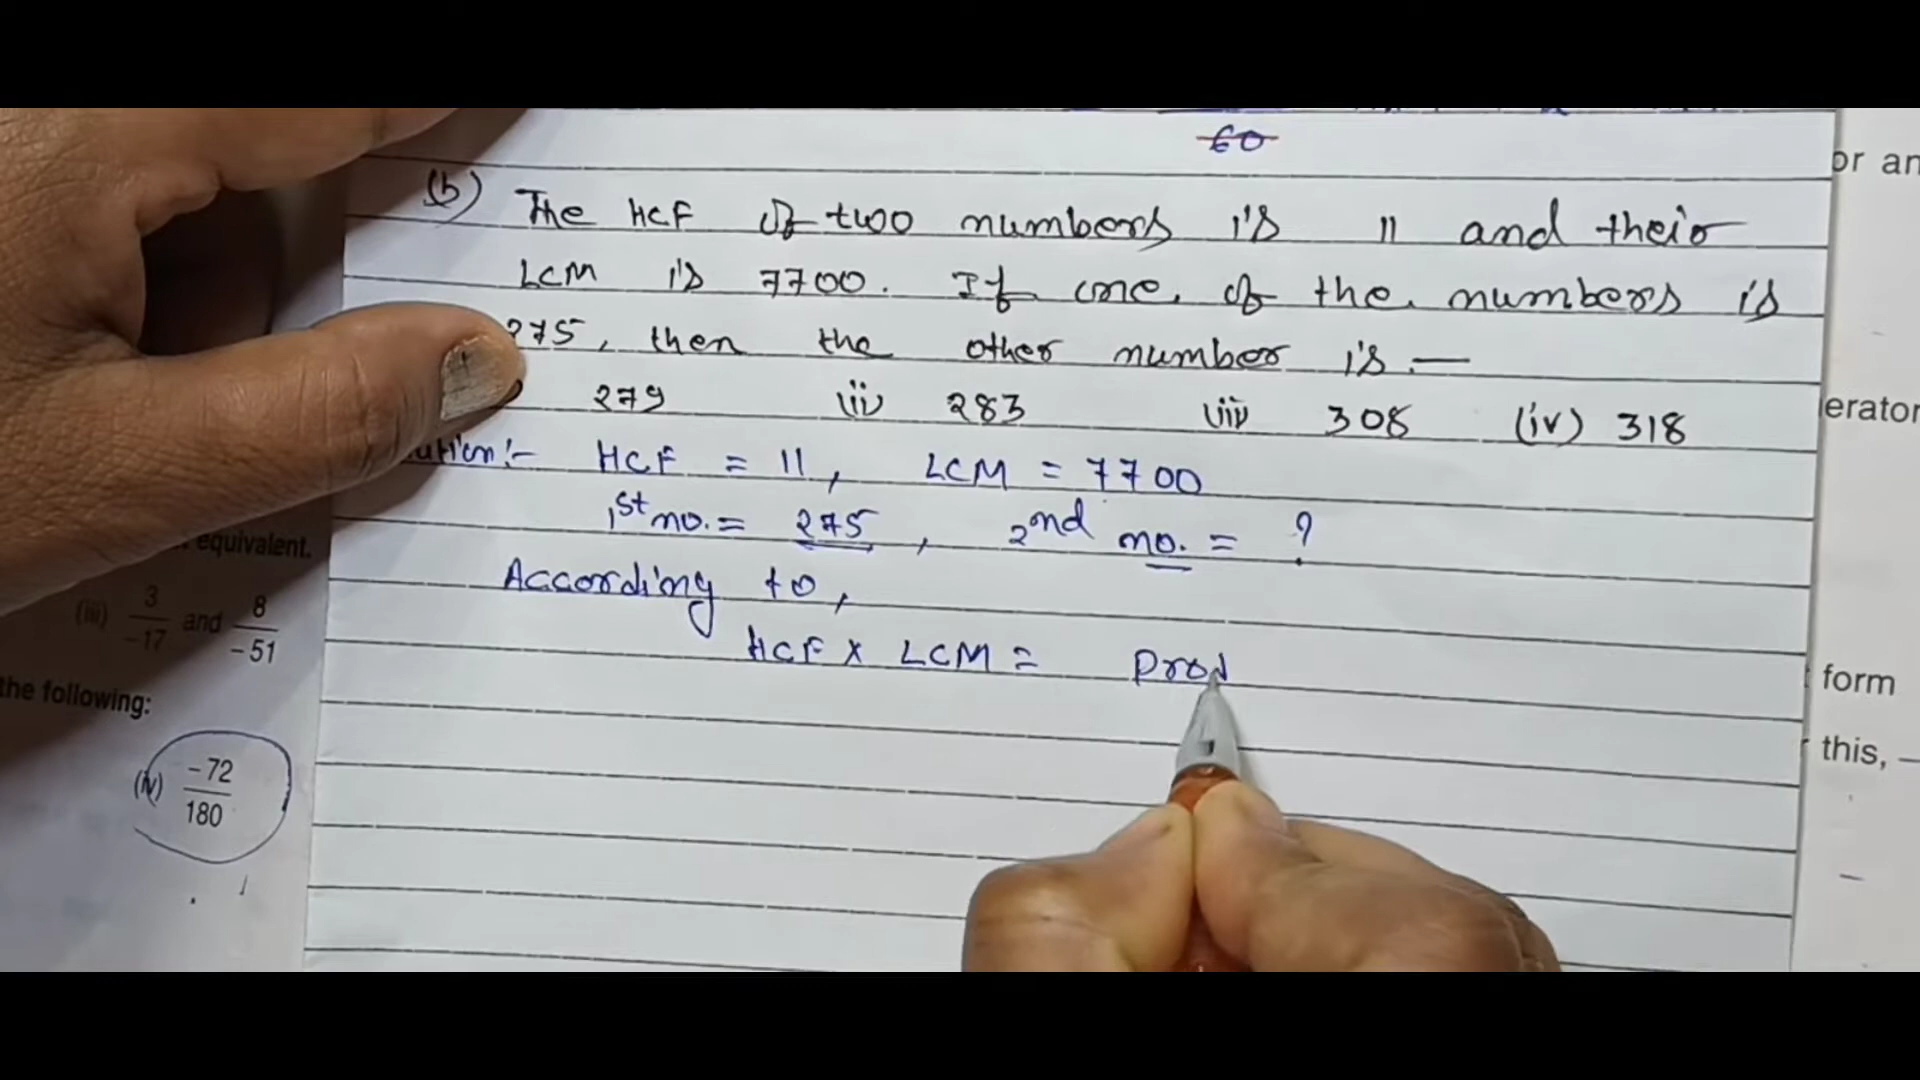 60
(b) The HCF of two numbers is 11 and their
LCM is 7700. If one of the numbers is
275, then the other number is.—
279 (ii) 283 (iii) 308 (iv) 318
ution:- HCF = 11, LCM = 7700
1st no. = 275, 2nd no. = ?
According to,
HCF x LCM = Prod
equivalent.
(iii) 3/-17 and 8/-51
the following:
(iv) -72/180
or an
erator
form
this,